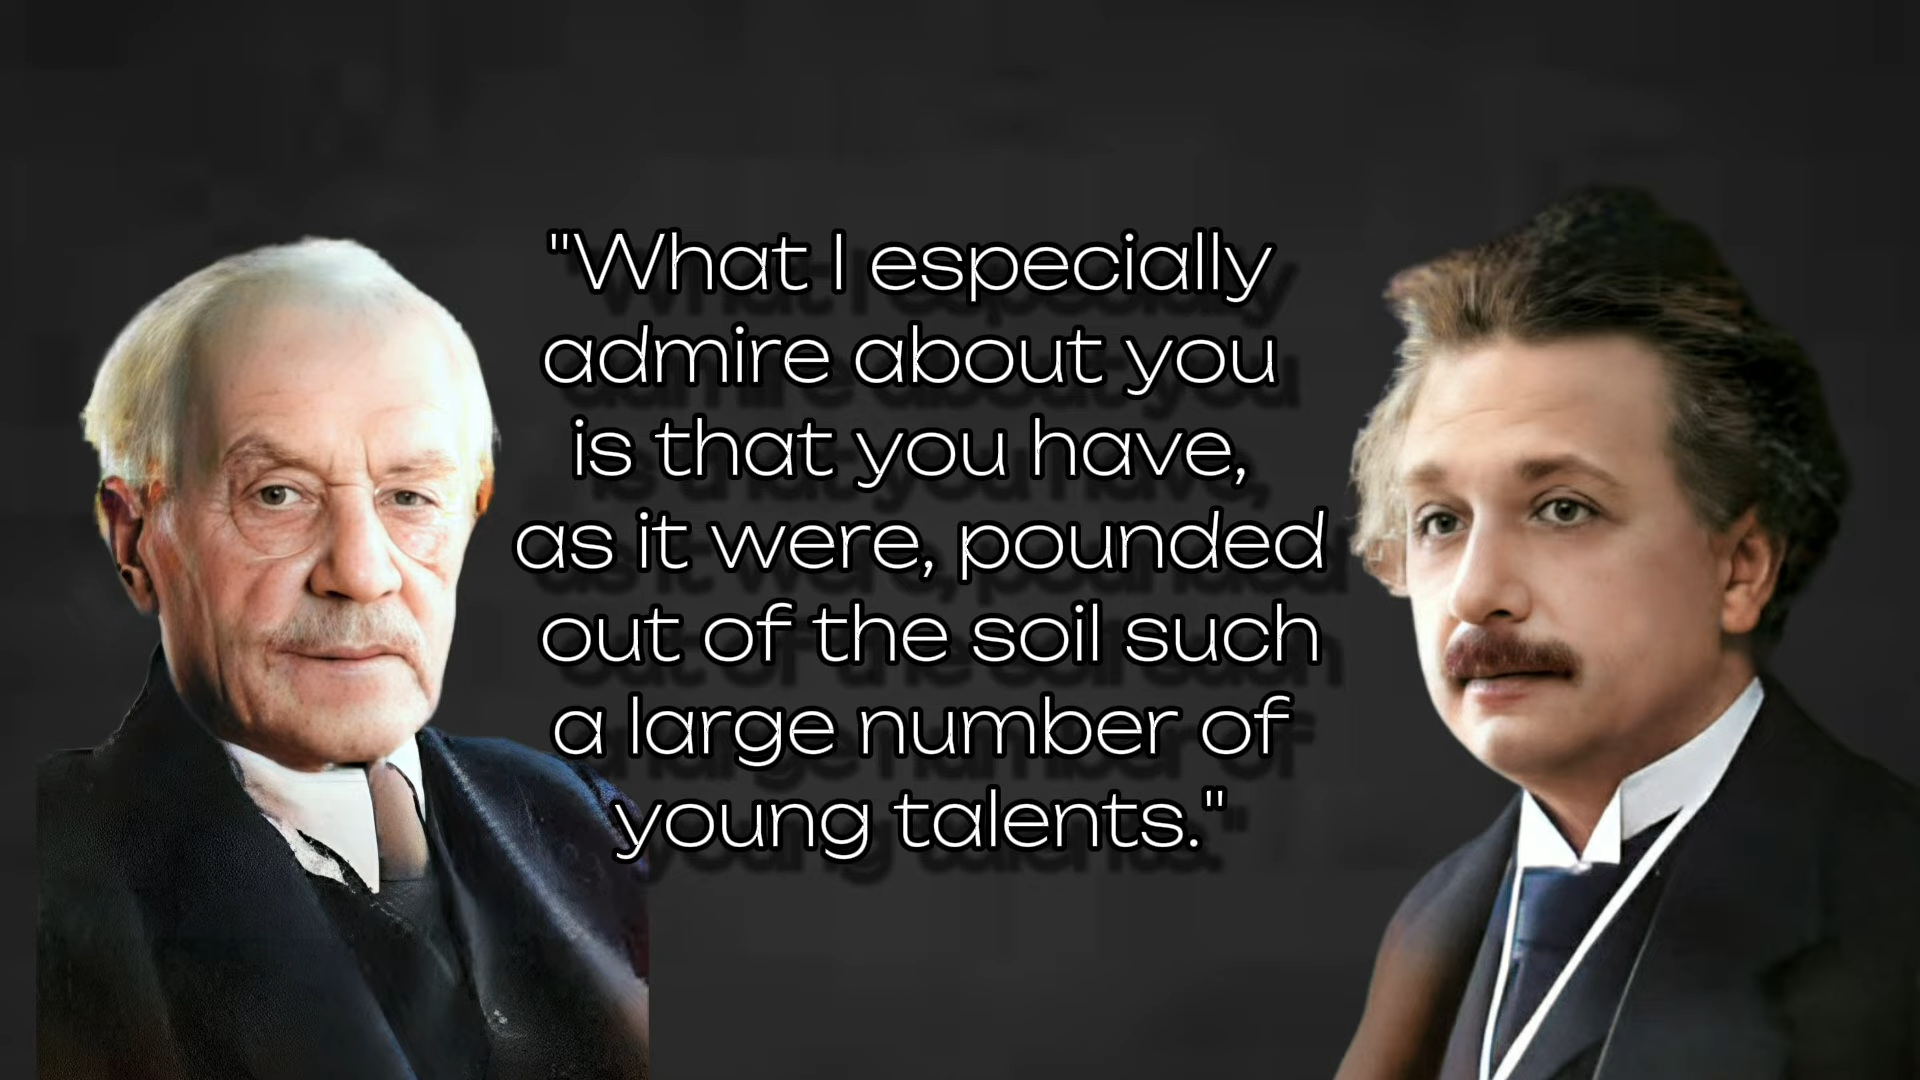 "What I especially
admire about you
is that you have,
as it were, pounded
out of the soil such
a large number of
young talents."